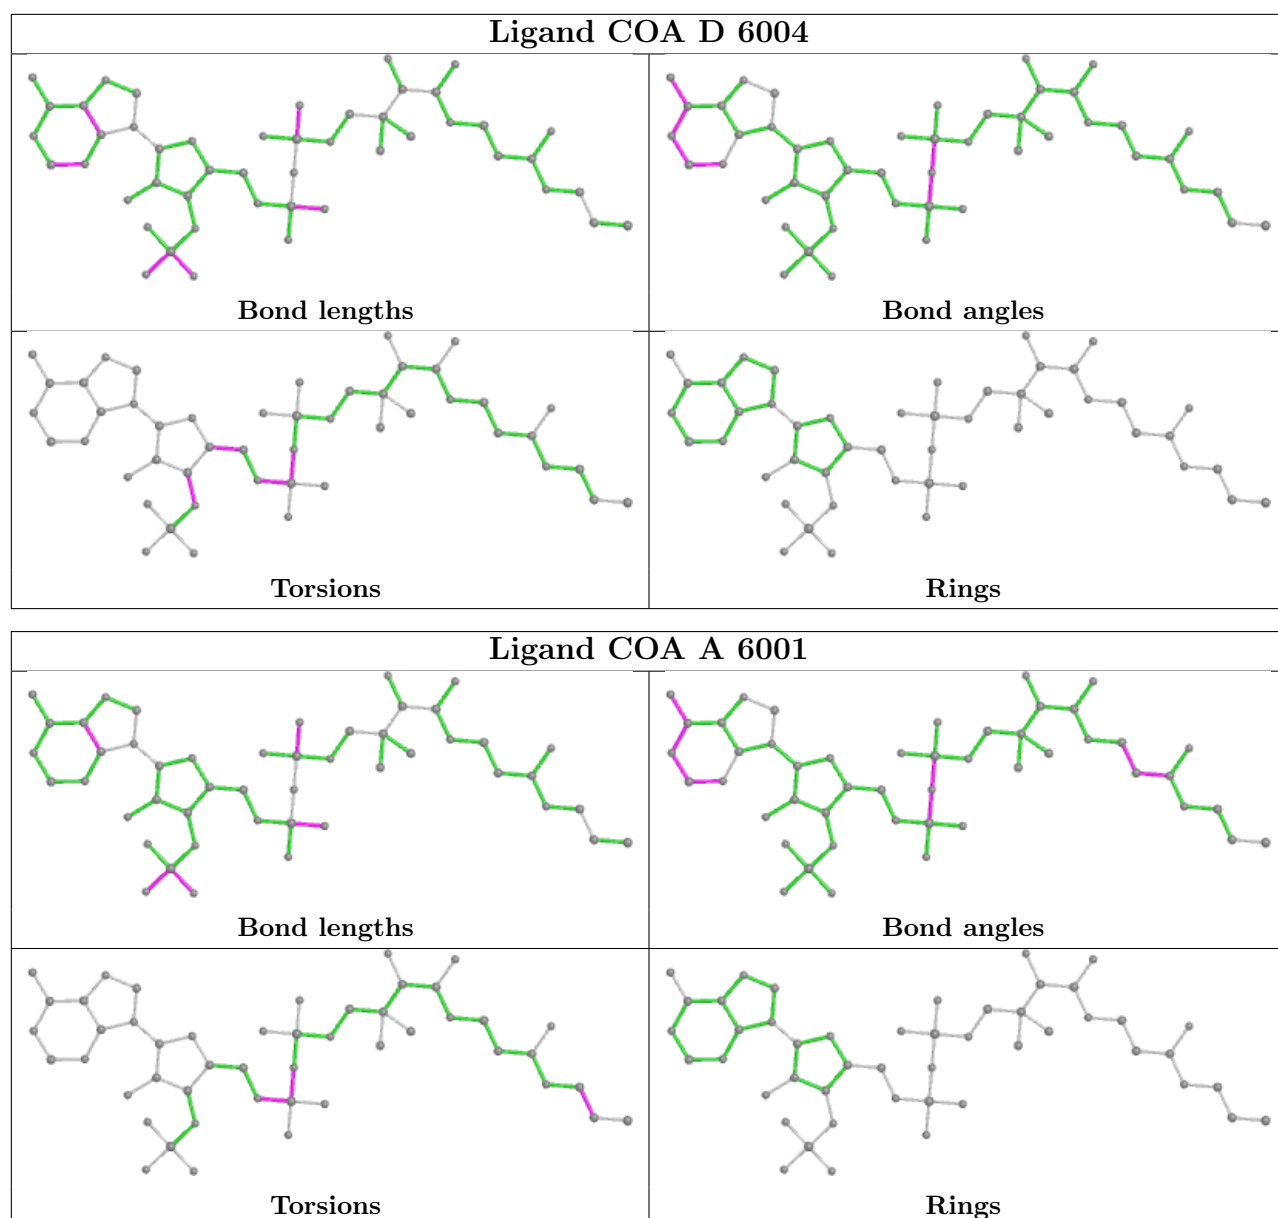 Ligand COA D 6004
Bond lengths
Bond angles
Torsions
Rings
Ligand COA A 6001
Bond lengths
Bond angles
Torsions
Rings